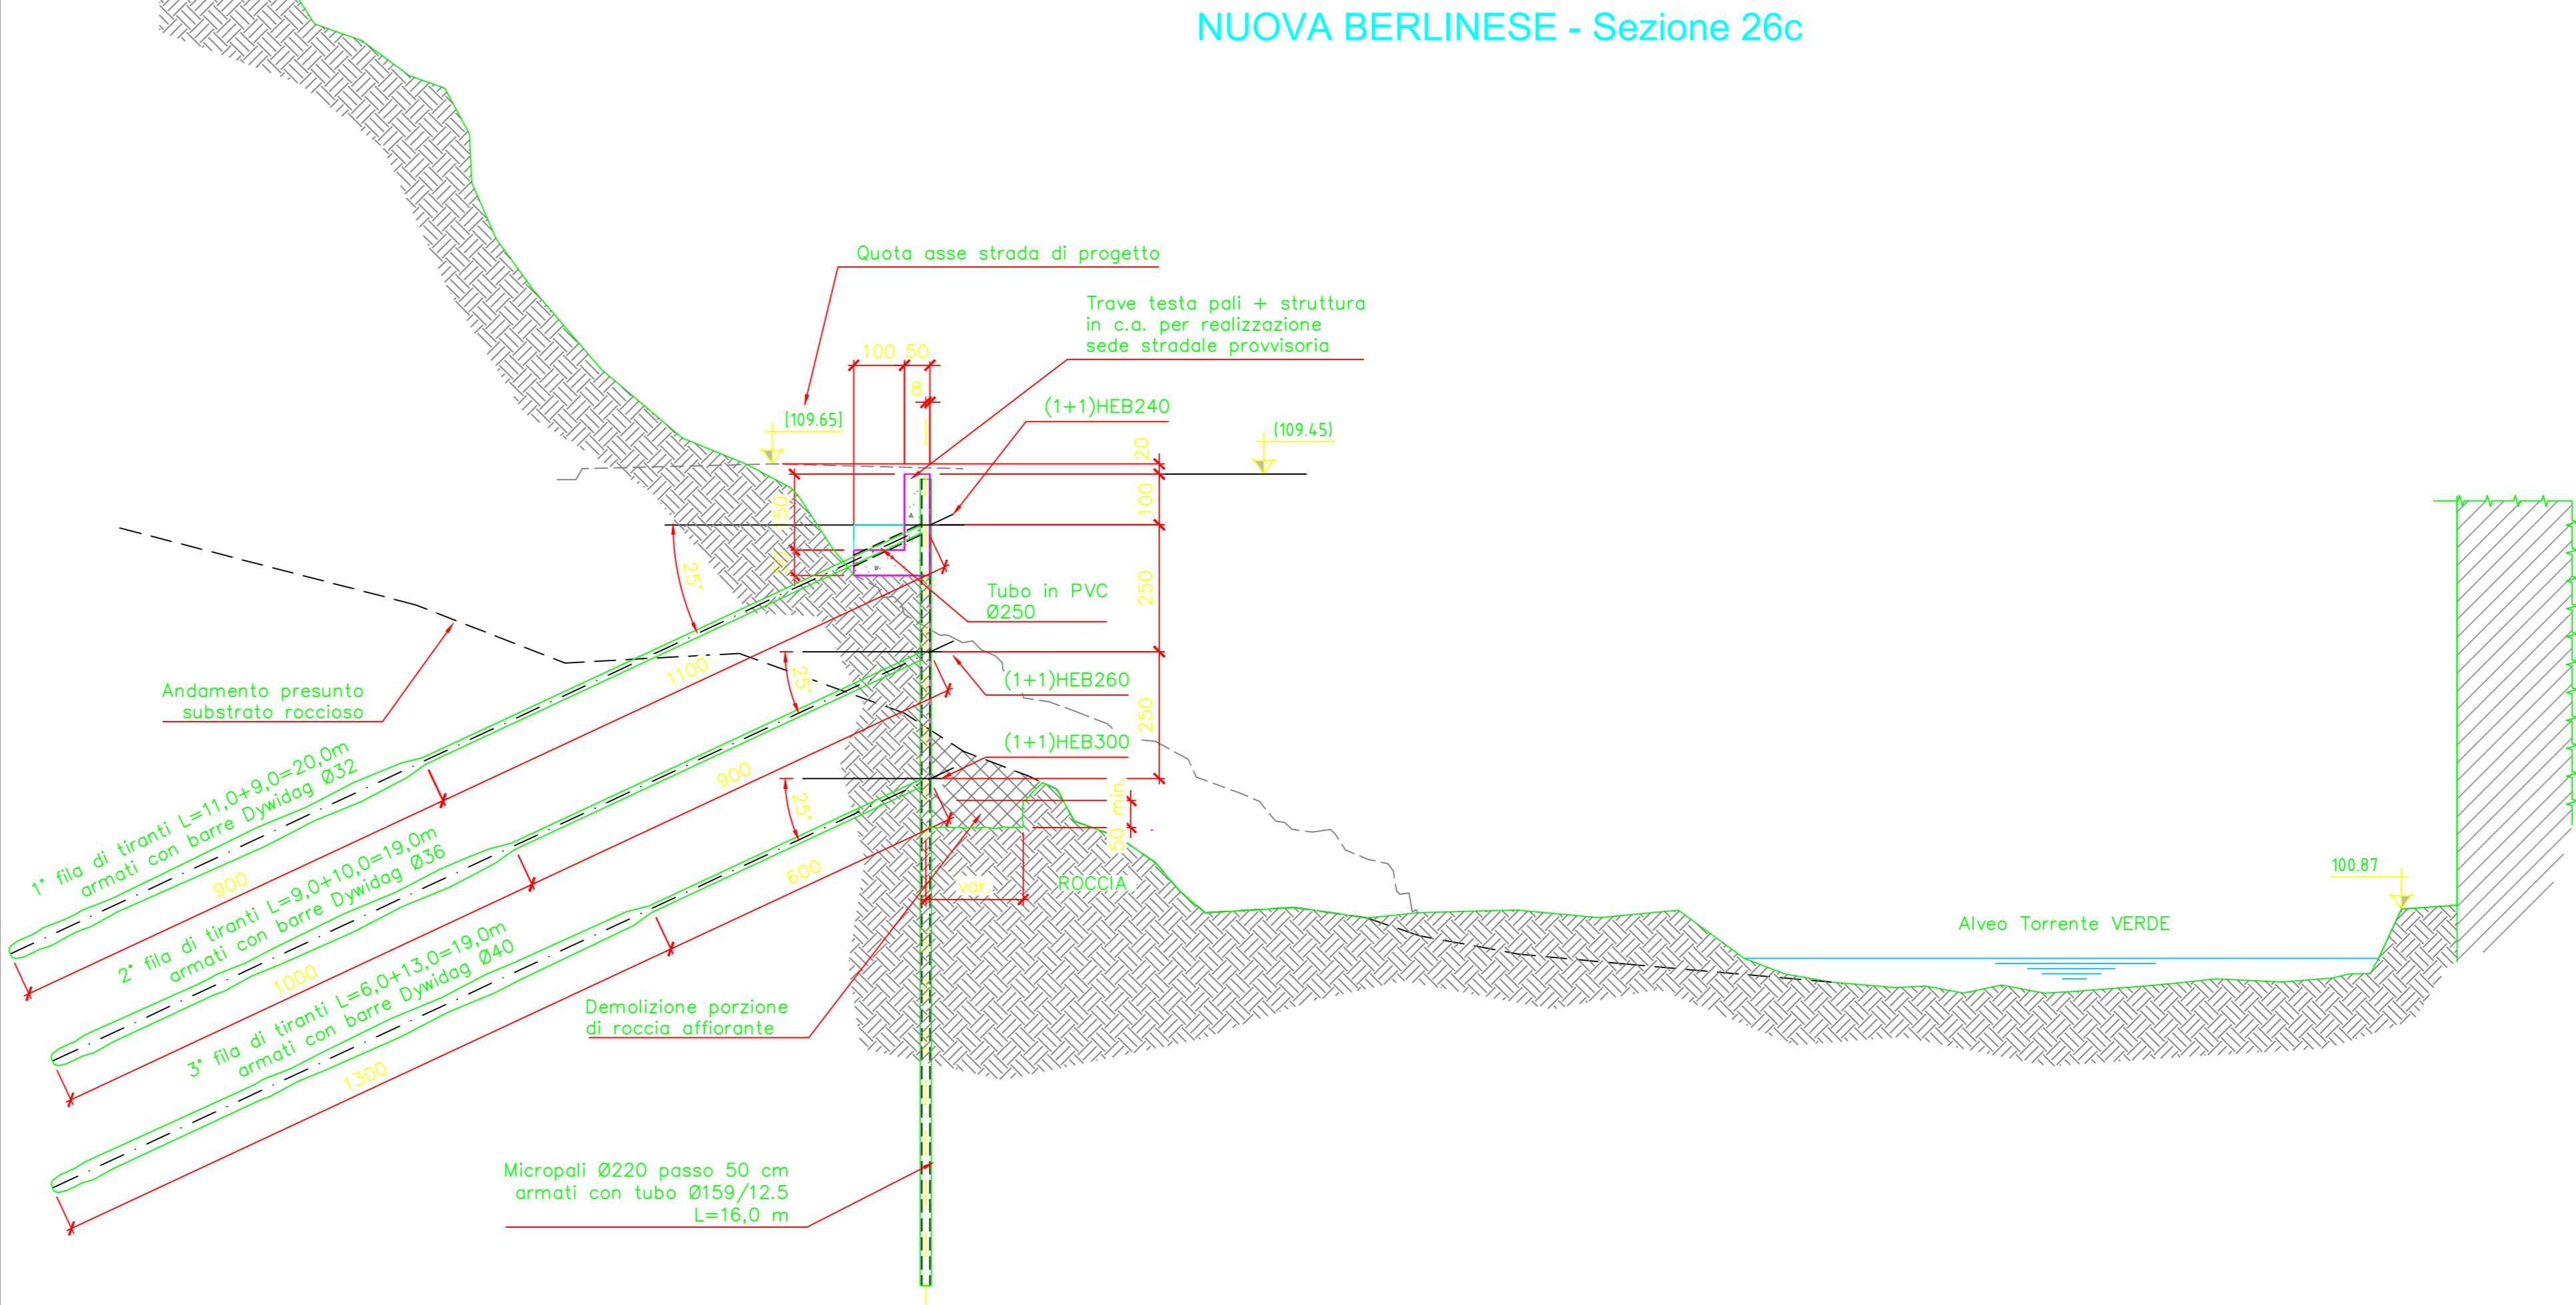 NUOVA BERLINESE - Sezione 26c
Quota asse strada di progetto
Trave testa pali + struttura
in c.a. per realizzazione
sede stradale provvisoria
100 50
8
(1+1)HEB240
[109.65]
(109.45)
20
100
150
50
25°
250
Tubo in PVC
Ø250
1100
25°
(1+1)HEB260
Andamento presunto
substrato roccioso
250
(1+1)HEB300
900
25°
50 min.
1° fila di tiranti L=11,0+9,0=20,0m
armati con barre Dywidag Ø32
900
600
var.
ROCCIA
100.87
Alveo Torrente VERDE
2° fila di tiranti L=9,0+10,0=19,0m
armati con barre Dywidag Ø36
1000
3° fila di tiranti L=6,0+13,0=19,0m
armati con barre Dywidag Ø40
1300
Demolizione porzione
di roccia affiorante
Micropali Ø220 passo 50 cm
armati con tubo Ø159/12.5
L=16,0 m